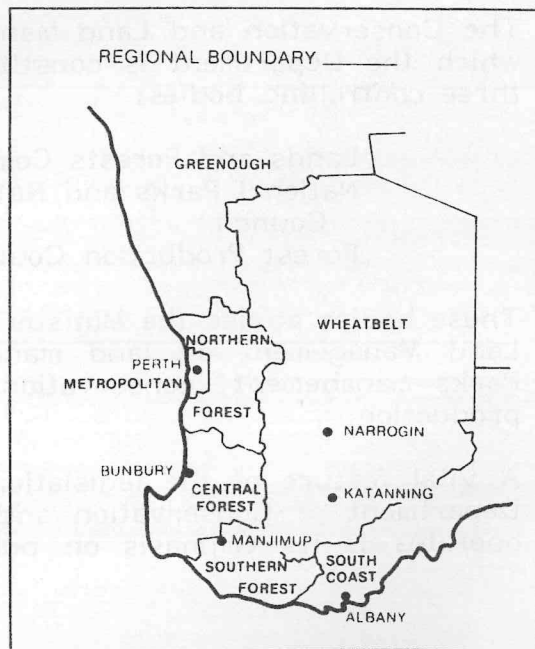 REGIONAL BOUNDARY
GREENOUGH
WHEATBELT
NORTHERN
PERTH
METROPOLITAN
FOREST
NARROGIN
BUNBURY
CENTRAL
FOREST
KATANNING
MANJIMUP
SOUTHERN
FOREST
SOUTH
COAST
ALBANY